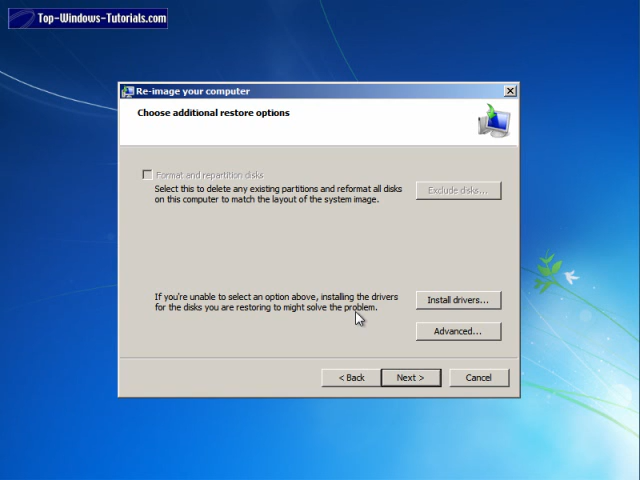 Top-Windows-Tutorials.com
Re-image your computer
Choose additional restore options
Format and repartition disks
Select this to delete any existing partitions and reformat all disks
on this computer to match the layout of the system image.
Exclude disks...
If you're unable to select an option above, installing the drivers
for the disks you are restoring to might solve the problem.
Install drivers...
Advanced...
< Back
Next >
Cancel